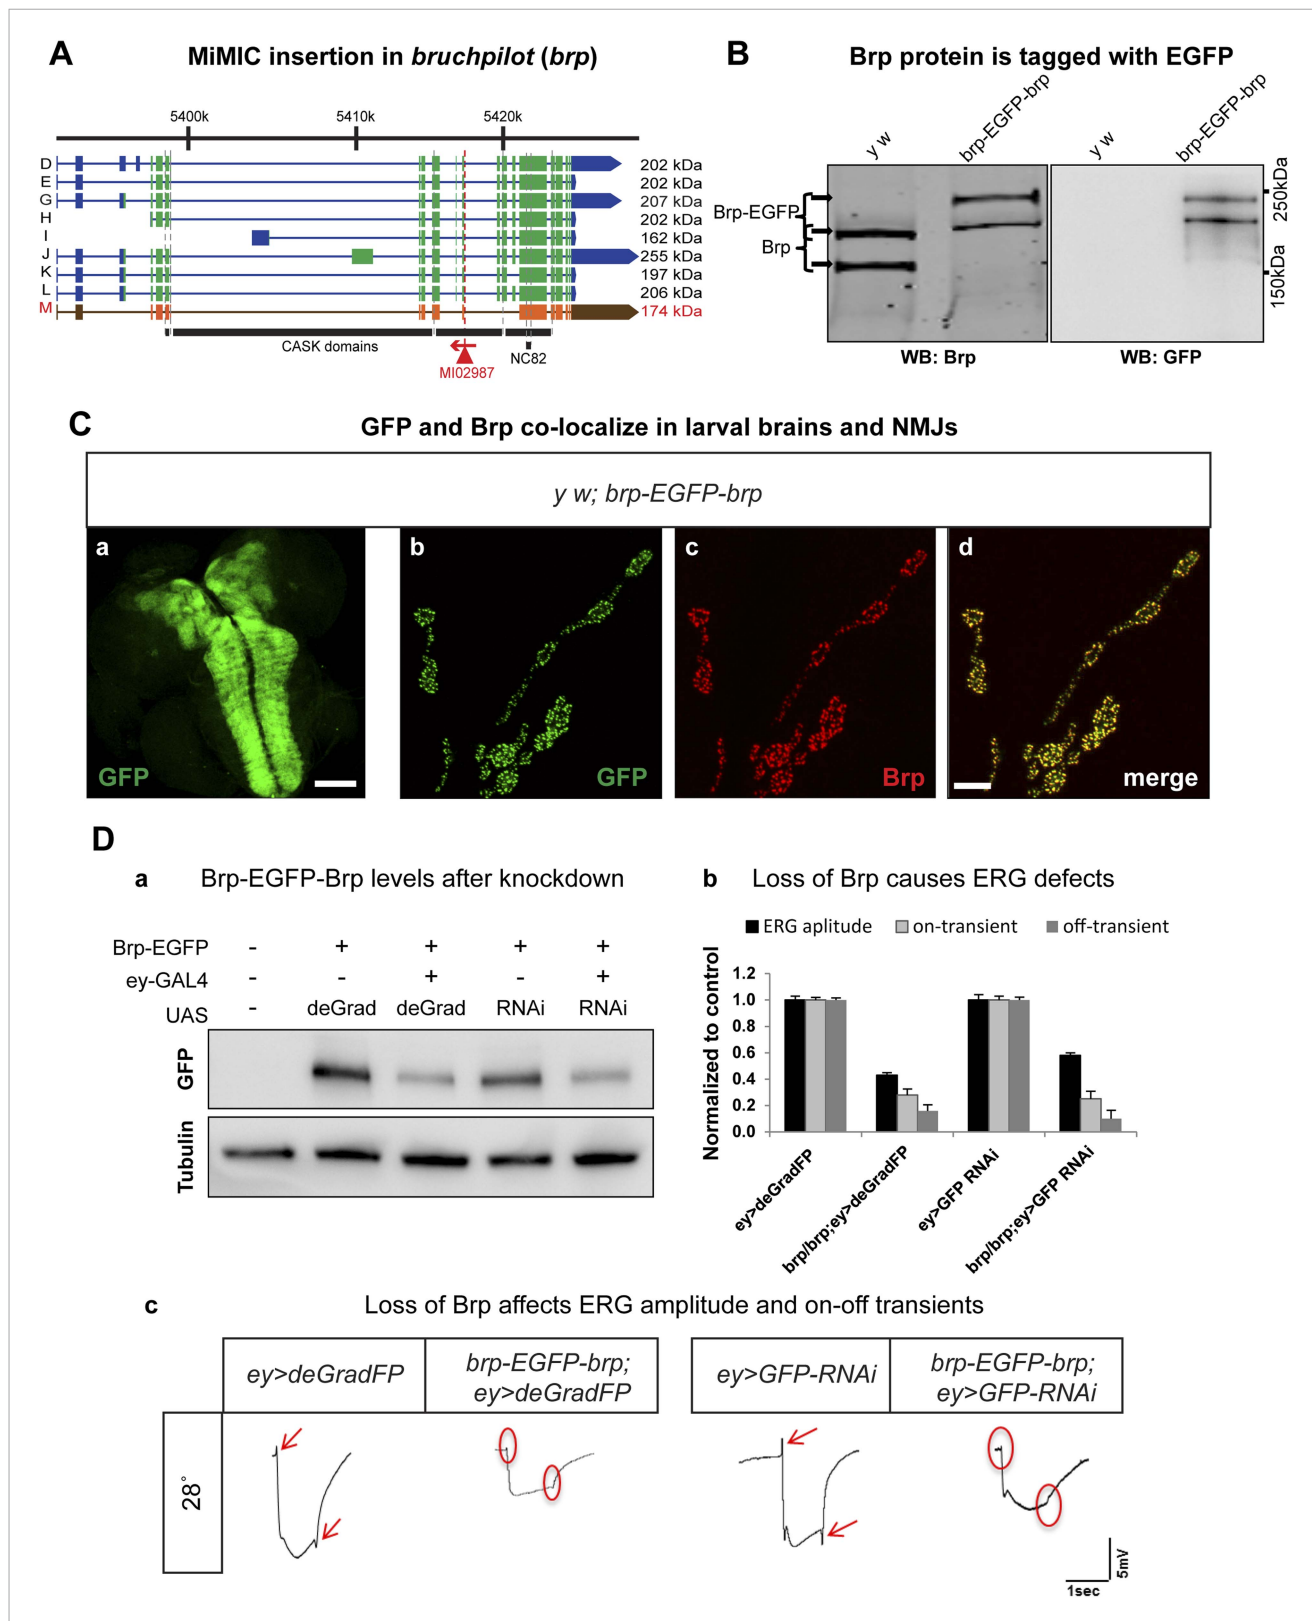 A
MiMIC insertion in bruchpilot (brp)
5400k 5410k 5420k
D 202 kDa
E 202 kDa
G 207 kDa
H 202 kDa
I 162 kDa
J 255 kDa
K 197 kDa
L 206 kDa
M 174 kDa
CASK domains
MI02987
NC82
B
Brp protein is tagged with EGFP
y w
brp-EGFP-brp
y w
brp-EGFP-brp
Brp-EGFP
Brp
250kDa
150kDa
WB: Brp
WB: GFP
C
GFP and Brp co-localize in larval brains and NMJs
y w; brp-EGFP-brp
a
GFP
b
GFP
c
Brp
d
merge
D
a Brp-EGFP-Brp levels after knockdown
Brp-EGFP - + + + +
ey-GAL4 - - + - +
UAS - deGrad deGrad RNAi RNAi
GFP
Tubulin
b Loss of Brp causes ERG defects
ERG aplitude on-transient off-transient
Normalized to control
1.2
1.0
0.8
0.6
0.4
0.2
0.0
ey>deGradFP
brp/brp;ey>deGradFP
ey>GFP RNAi
brp/brp;ey>GFP RNAi
c Loss of Brp affects ERG amplitude and on-off transients
ey>deGradFP
brp-EGFP-brp;
ey>deGradFP
ey>GFP-RNAi
brp-EGFP-brp;
ey>GFP-RNAi
28°
5mV
1sec